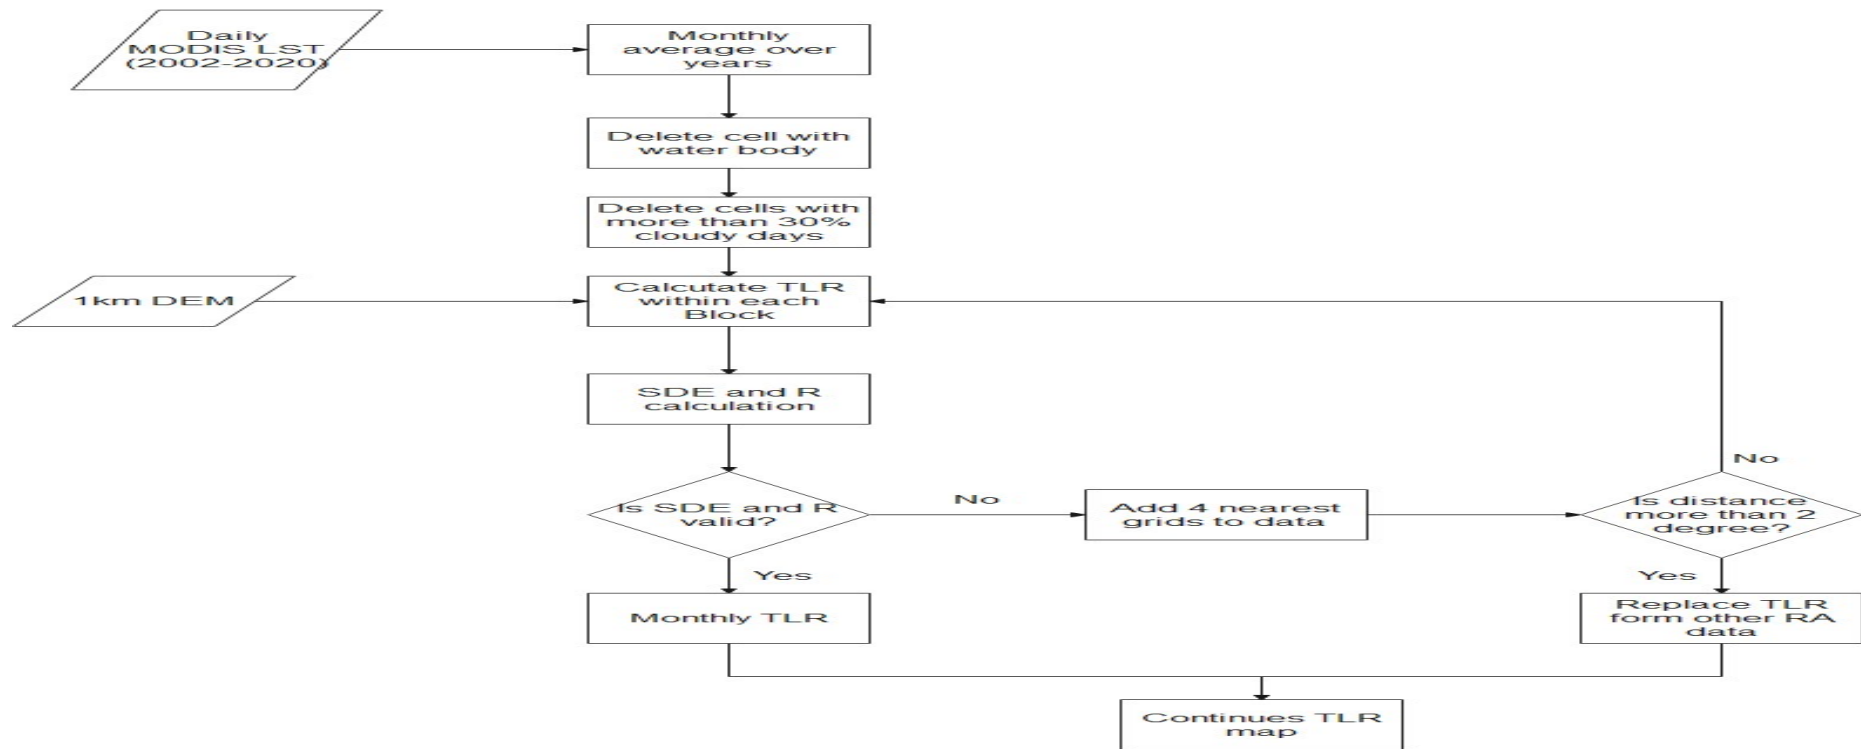 Daily
MODIS LST
(2002-2020)
Monthly
average over
years
Delete cell with
water body
Delete cells with
more than 30%
cloudy days
1km DEM
Calcutate TLR
within each
Block
SDE and R
calculation
Is SDE and R
valid?
No
Add 4 nearest
grids to data
Is distance
more than 2
degree?
No
Yes
Yes
Monthly TLR
Replace TLR
form other RA
data
Continues TLR
map